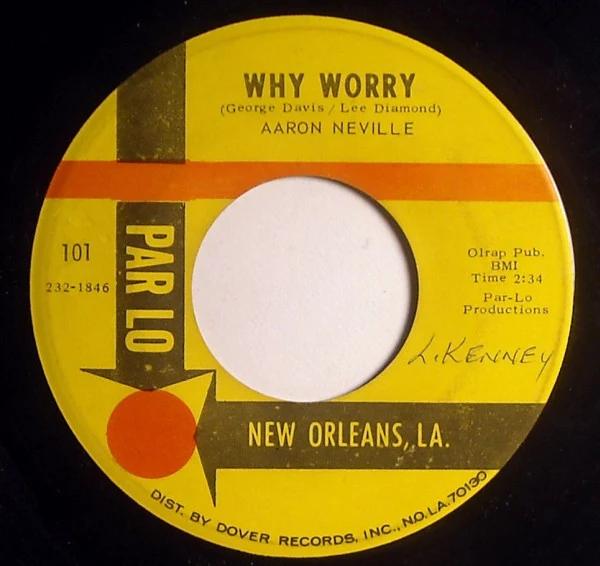 WHY WORRY
(George Davis / Lee Diamond)
AARON NEVILLE
101
232-1846
PAR LO
Olrap Pub.
BMI
Time 2:34
Par-Lo
Productions
L. KENNEY
NEW ORLEANS, LA.
DIST. BY DOVER RECORDS, INC., N.O. LA. 70130